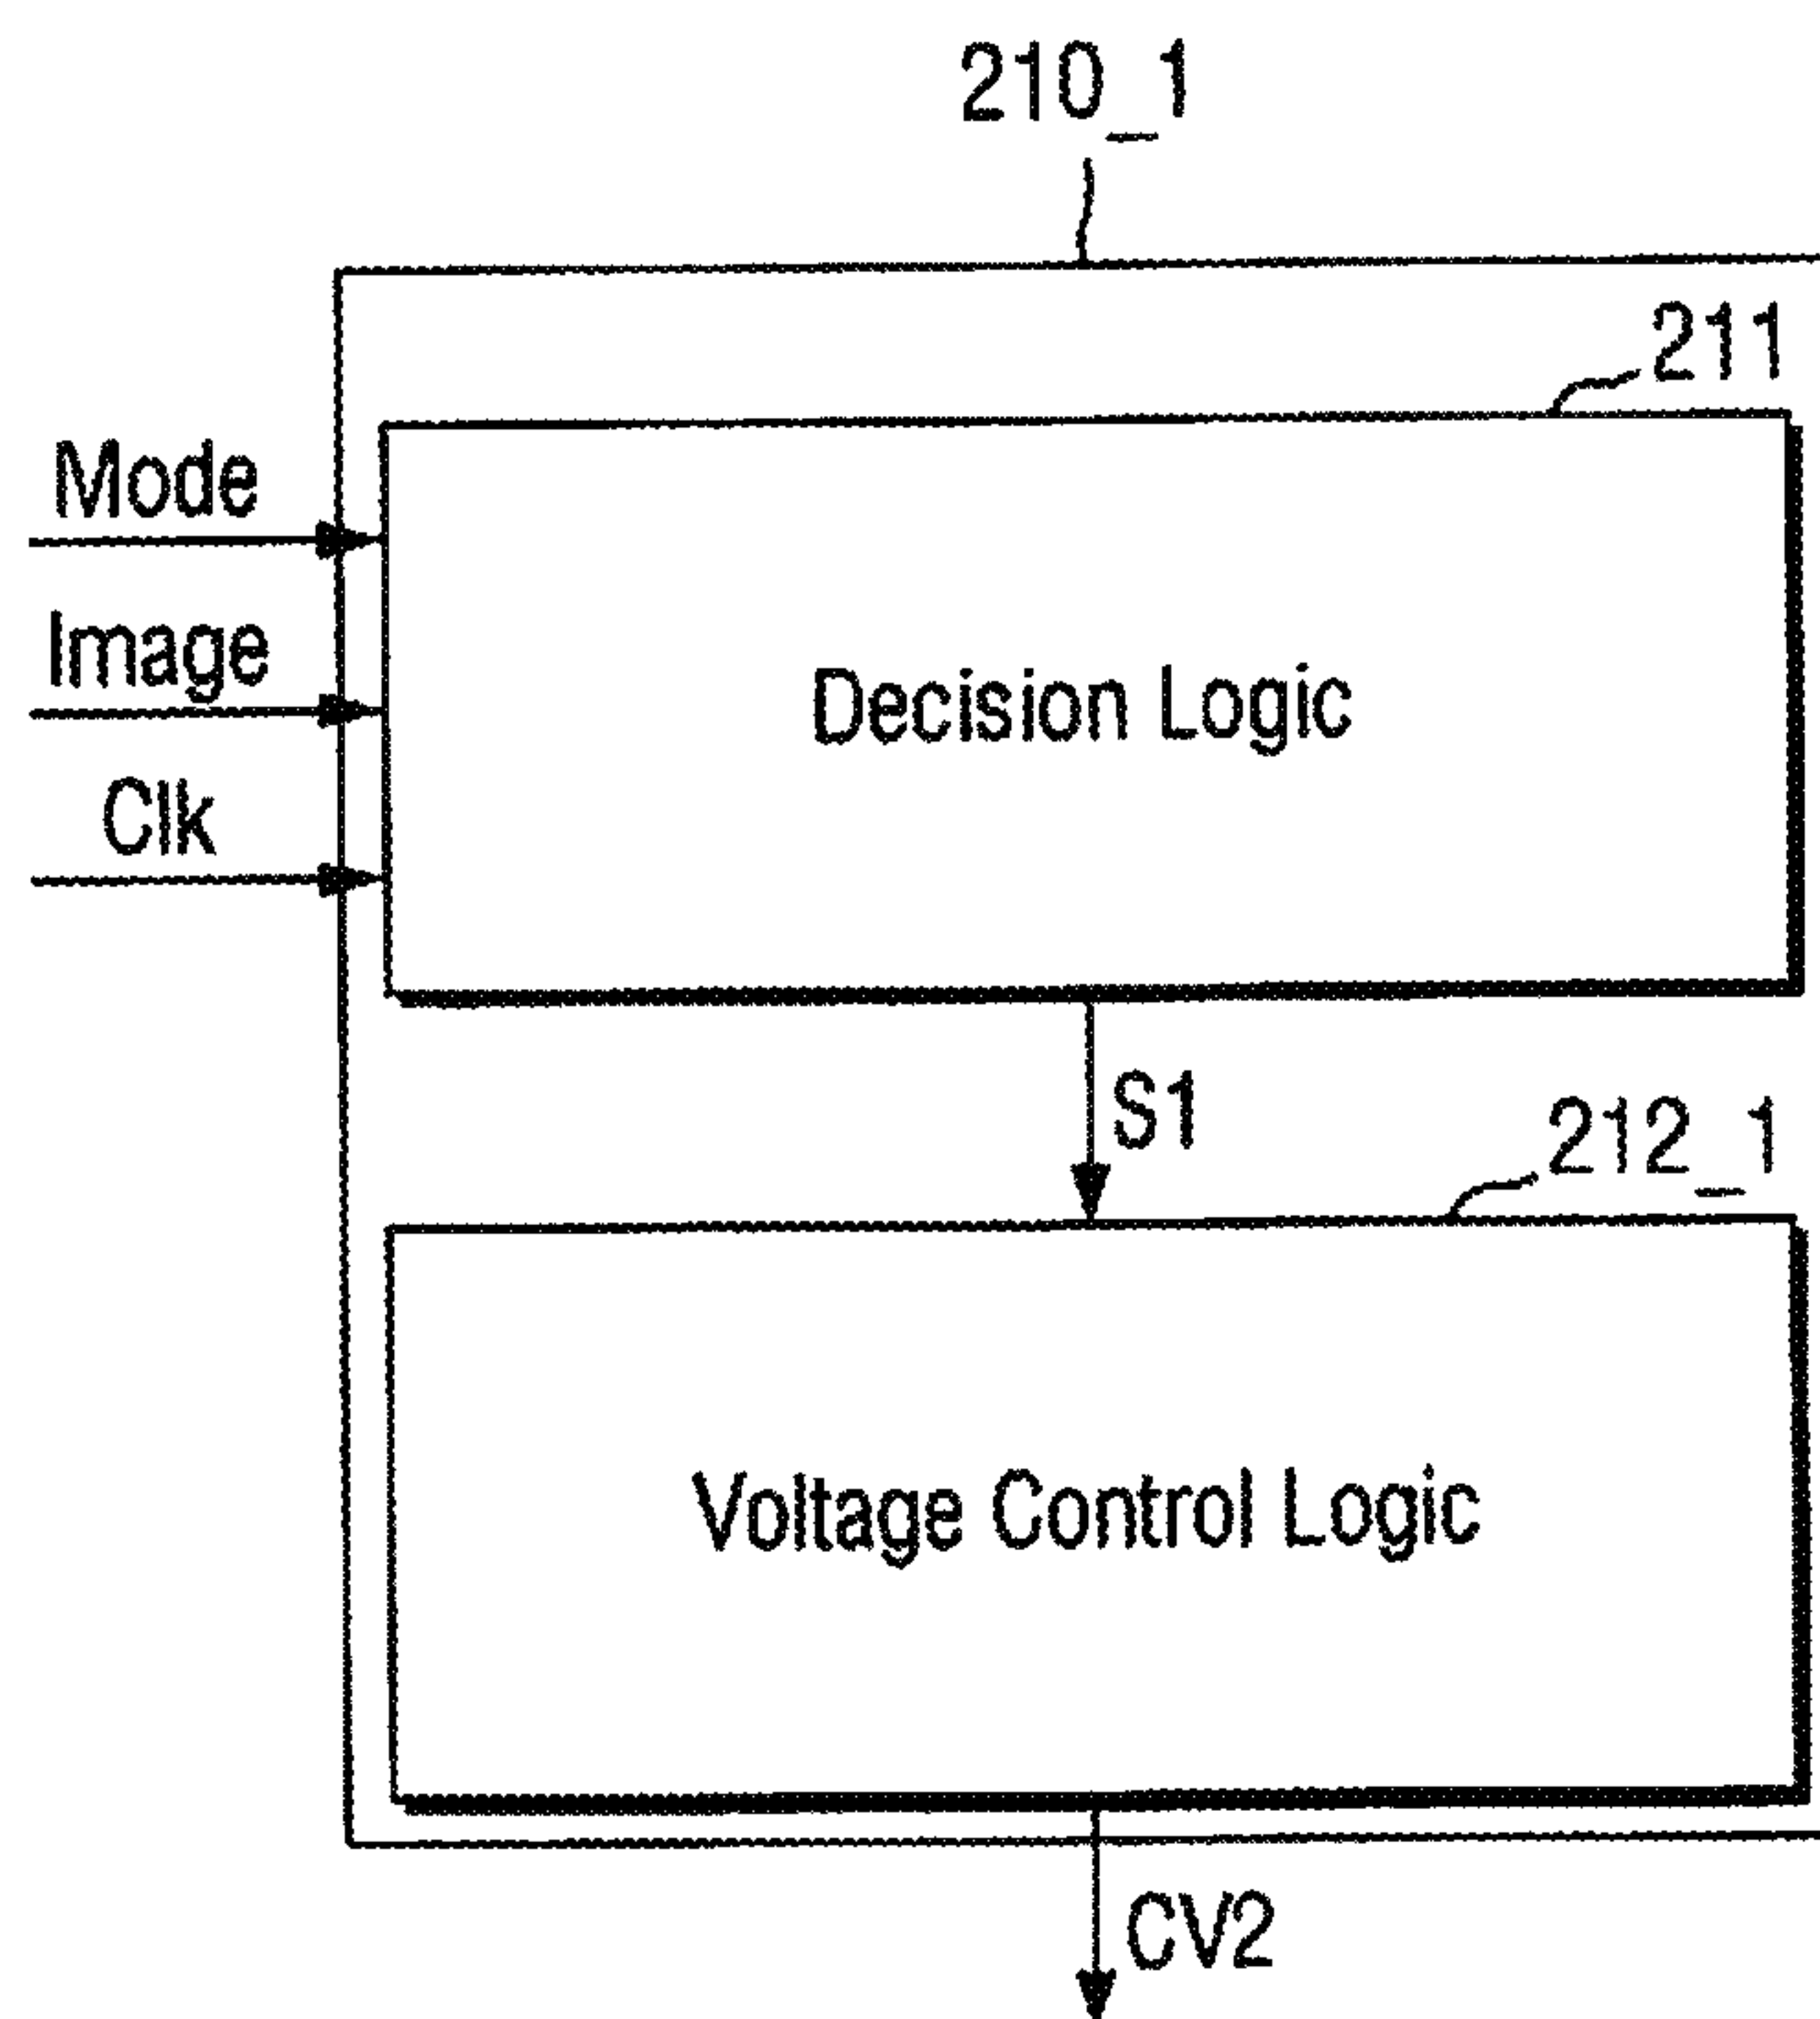 210_1
211
Mode
Image
Clk
Decision Logic
S1
212_1
Voltage Control Logic
CV2